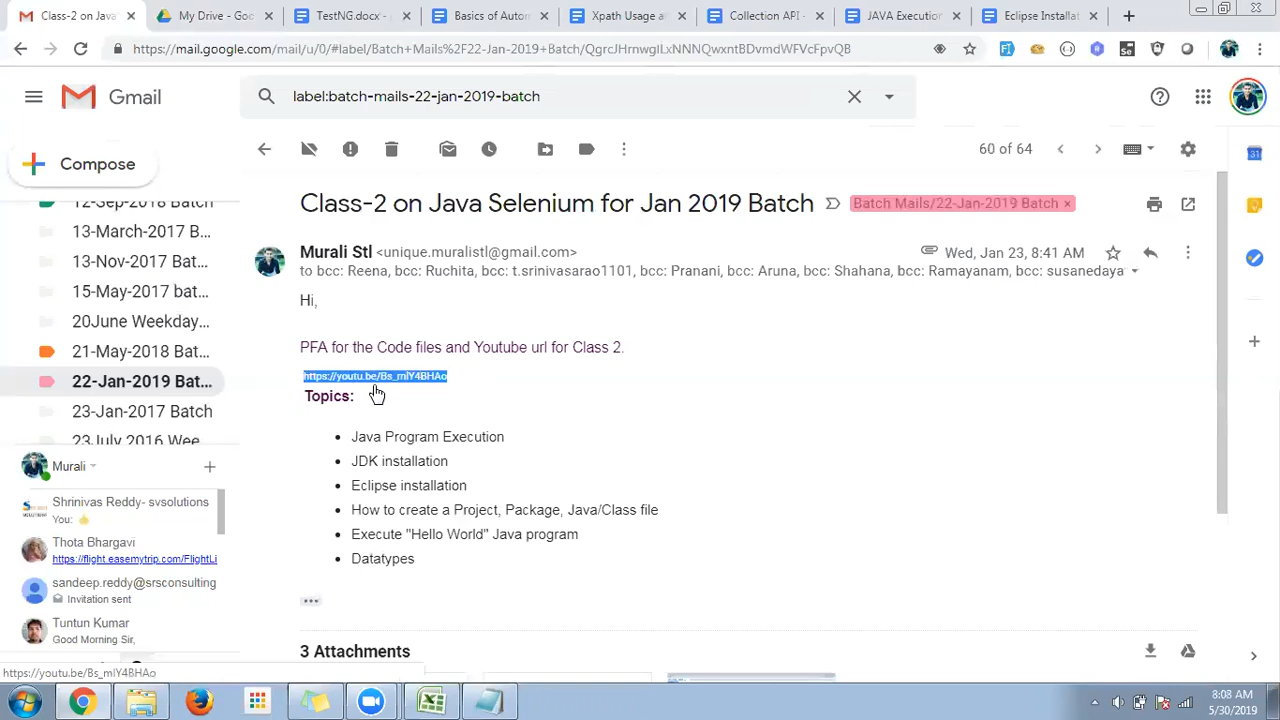 Class-2 on Jav
My Drive - Go
TestNG.docx -
Basics of Autom
Xpath Usage a
Collection API -
JAVA Execution
Eclipse Installat
https://mail.google.com/mail/u/0/#label/Batch+Mails%2F22-Jan-2019+Batch/QgrcJHrnwgLxNNNQwxntBDvmdWFVcFpvQB
Gmail
label:batch-mails-22-jan-2019-batch
Compose
60 of 64
12-Sep-2018 Batch
13-March-2017 B...
13-Nov-2017 Bat...
15-May-2017 bat...
20June Weekday...
21-May-2018 Bat...
22-Jan-2019 Bat...
23-Jan-2017 Batch
23July 2016 Wee
Class-2 on Java Selenium for Jan 2019 Batch
Batch Mails/22-Jan-2019 Batch ×
Murali Stl <unique.muralistl@gmail.com>
Wed, Jan 23, 8:41 AM
to bcc: Reena, bcc: Ruchita, bcc: t.srinivasarao1101, bcc: Pranani, bcc: Aruna, bcc: Shahana, bcc: Ramayanam, bcc: susanedaya
Hi,
PFA for the Code files and Youtube url for Class 2.
https://youtu.be/Bs_mlY4BHAo
Topics:
• Java Program Execution
• JDK installation
• Eclipse installation
• How to create a Project, Package, Java/Class file
• Execute "Hello World" Java program
• Datatypes
3 Attachments
Murali
Shrinivas Reddy- svsolutions
You: 👍
Thota Bhargavi
https://flight.easemytrip.com/FlightLi
sandeep.reddy@srsconsulting
Invitation sent
Tuntun Kumar
Good Morning Sir,
https://youtu.be/Bs_mlY4BHAo
8:08 AM
5/30/2019